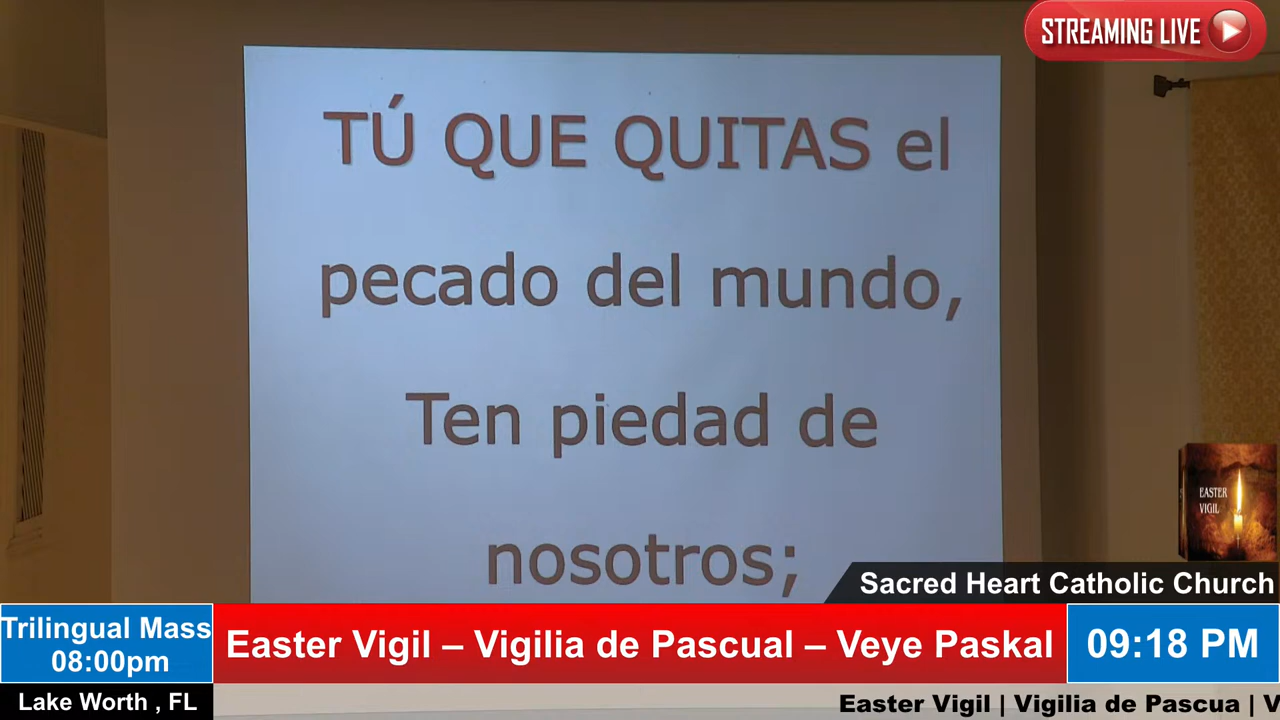 STREAMING LIVE
TÚ QUE QUITAS el
pecado del mundo,
Ten piedad de
nosotros;
EASTER
VIGIL
Sacred Heart Catholic Church
Trilingual Mass
08:00pm
Easter Vigil – Vigilia de Pascual – Veye Paskal
09:18 PM
Lake Worth , FL
Easter Vigil | Vigilia de Pascua | V